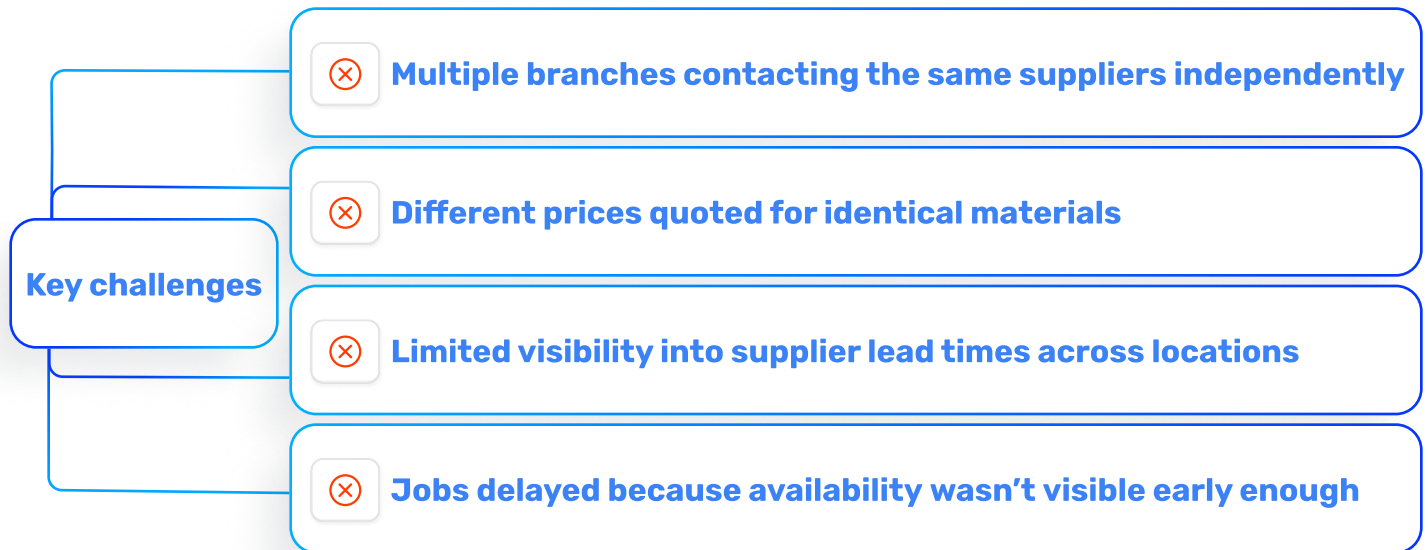 Multiple branches contacting the same suppliers independently
Different prices quoted for identical materials
Key challenges
Limited visibility into supplier lead times across locations
Jobs delayed because availability wasn’t visible early enough